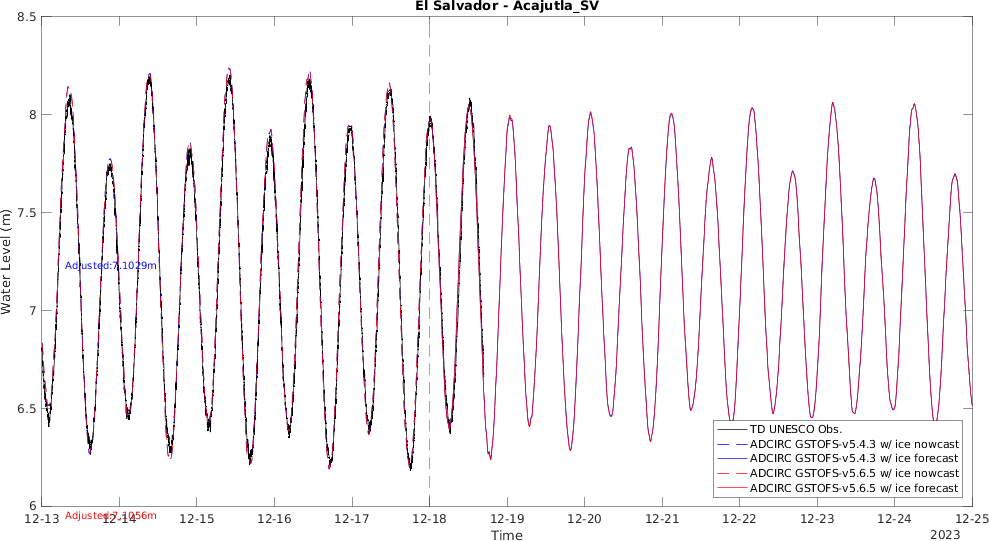 El Salvador - Acajutla_SV
8.5
8
7.5
7
6.5
6
Water Level (m)
Adjusted:7.1029m
Adjusted:7.1056m
TD UNESCO Obs.
ADCIRC GSTOFS-v5.4.3 w/ ice nowcast
ADCIRC GSTOFS-v5.4.3 w/ ice forecast
ADCIRC GSTOFS-v5.6.5 w/ ice nowcast
ADCIRC GSTOFS-v5.6.5 w/ ice forecast
12-13 12-14 12-15 12-16 12-17 12-18 12-19 12-20 12-21 12-22 12-23 12-24 12-25
Time
2023